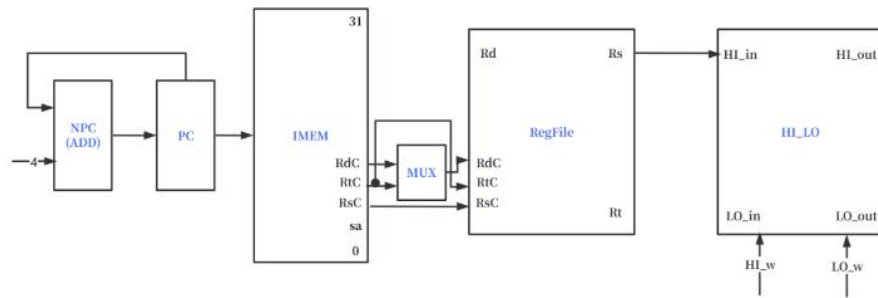 NPC
(ADD)
4
PC
31
IMEM
RdC
RtC
RsC
sa
0
MUX
Rd
Rs
RegFile
RdC
RtC
RsC
Rt
HI_in
HI_out
HI_LO
LO_in
LO_out
HI_w
LO_w